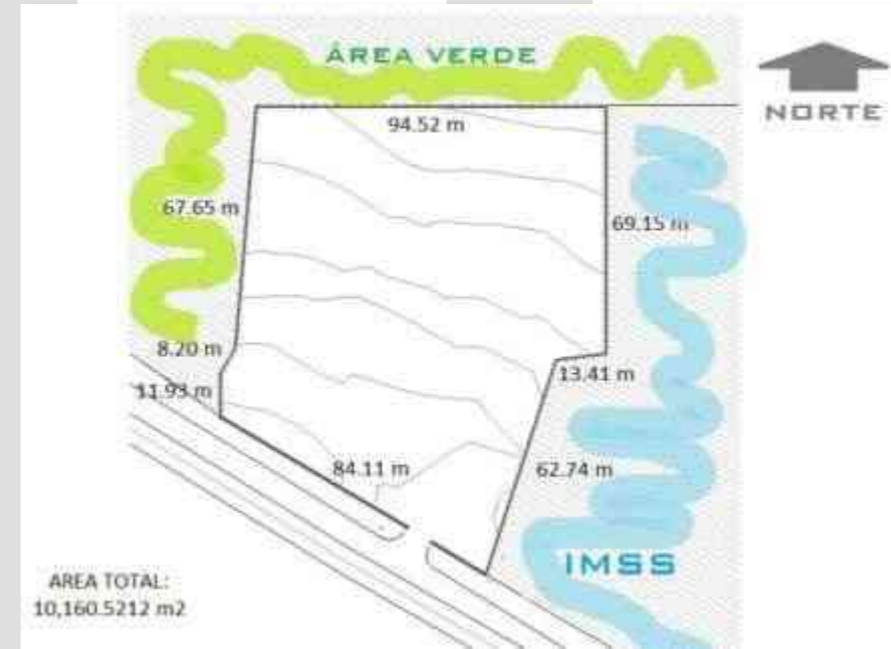 ÁREA VERDE
NORTE
94.52 m
67.65 m
69.15 m
8.20 m
13.41 m
11.93 m
84.11 m
62.74 m
IMSS
AREA TOTAL:
10,160.5212 m2